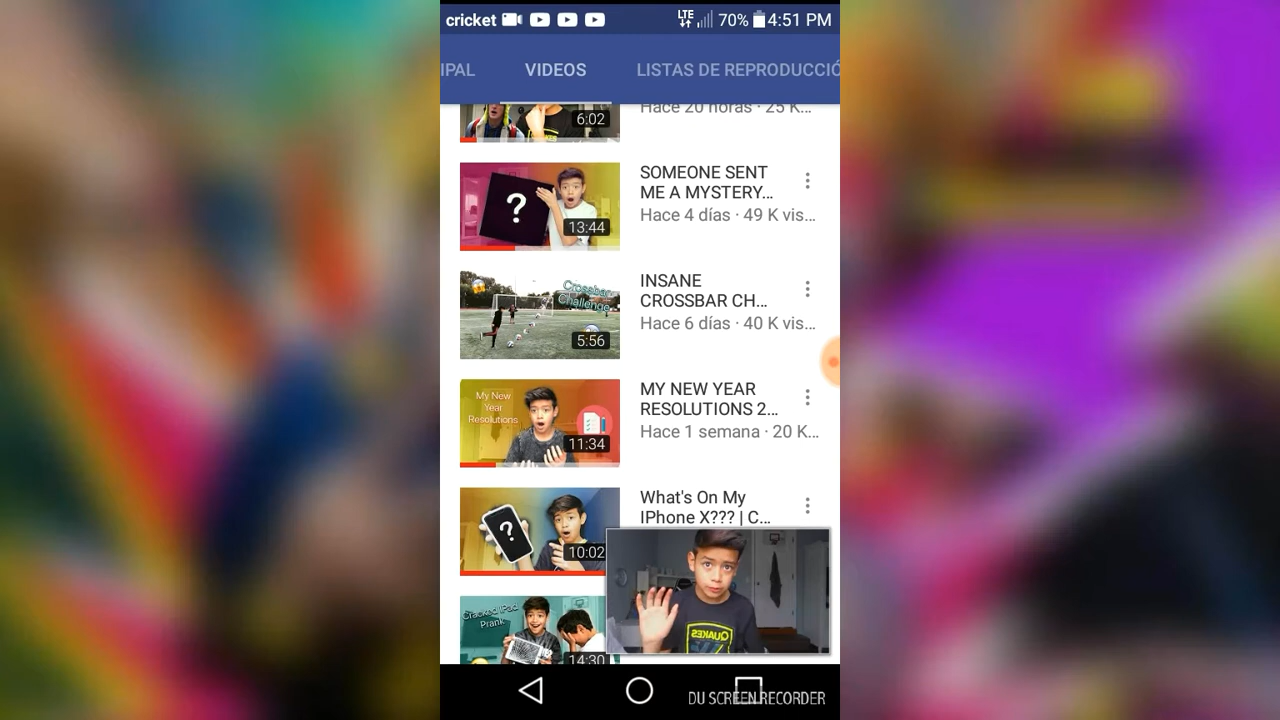 cricket LTE 70% 4:51 PM
IPAL VIDEOS LISTAS DE REPRODUCCIÓ
6:02
Hace 20 horas · 25 K...
?
13:44
SOMEONE SENT
ME A MYSTERY...
Hace 4 días · 49 K vis...
Crossbar
Challenge
5:56
INSANE
CROSSBAR CH...
Hace 6 días · 40 K vis...
My New
Year
Resolutions
11:34
MY NEW YEAR
RESOLUTIONS 2...
Hace 1 semana · 20 K...
?
10:02
What's On My
IPhone X??? | C...
Cracked iPad
Prank
14:30
QUAKES
DU SCREEN RECORDER